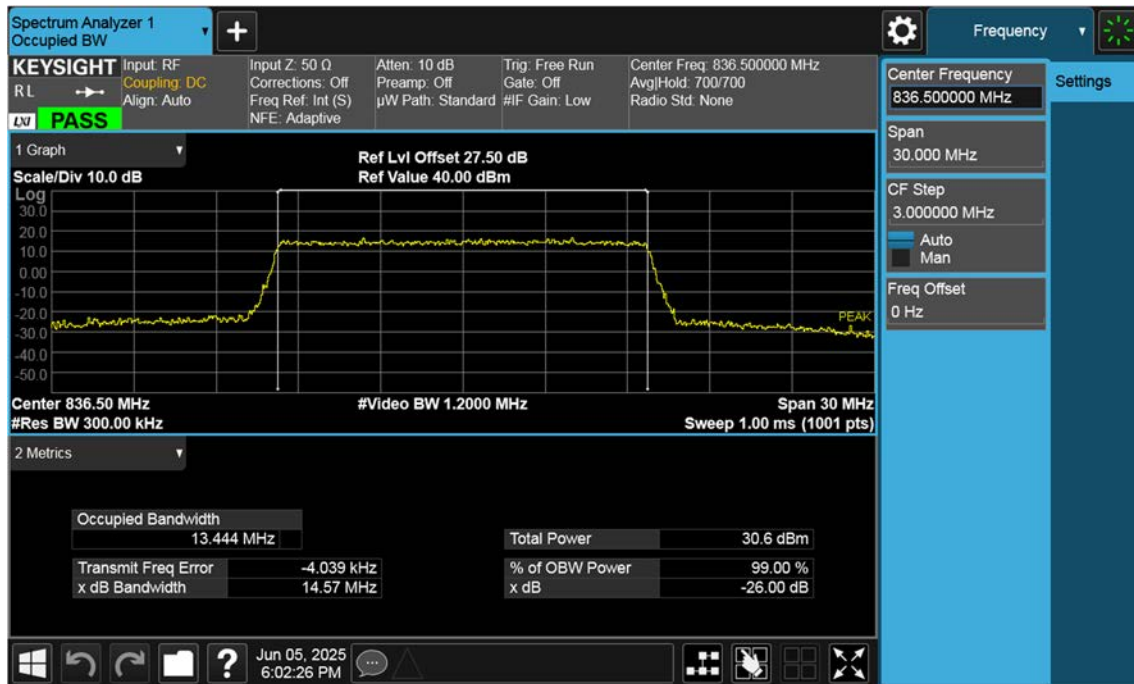 Spectrum Analyzer 1
Occupied BW
Frequency
KEYSIGHT
R L
LXI
PASS
Input: RF
Coupling: DC
Align: Auto
Input Z: 50 Ω
Corrections: Off
Freq Ref: Int (S)
NFE: Adaptive
Atten: 10 dB
Preamp: Off
µW Path: Standard
Trig: Free Run
Gate: Off
#IF Gain: Low
Center Freq: 836.500000 MHz
Avg|Hold: 700/700
Radio Std: None
Center Frequency
836.500000 MHz
Settings
Span
30.000 MHz
CF Step
3.000000 MHz
Auto
Man
Freq Offset
0 Hz
1 Graph
Scale/Div 10.0 dB
Ref Lvl Offset 27.50 dB
Ref Value 40.00 dBm
Log
30.0
20.0
10.0
0.00
-10.0
-20.0
-30.0
-40.0
-50.0
PEAK
Center 836.50 MHz
#Video BW 1.2000 MHz
Span 30 MHz
#Res BW 300.00 kHz
Sweep 1.00 ms (1001 pts)
2 Metrics
Occupied Bandwidth
13.444 MHz
Total Power 30.6 dBm
Transmit Freq Error -4.039 kHz
% of OBW Power 99.00 %
x dB Bandwidth 14.57 MHz
x dB -26.00 dB
?
Jun 05, 2025
6:02:26 PM